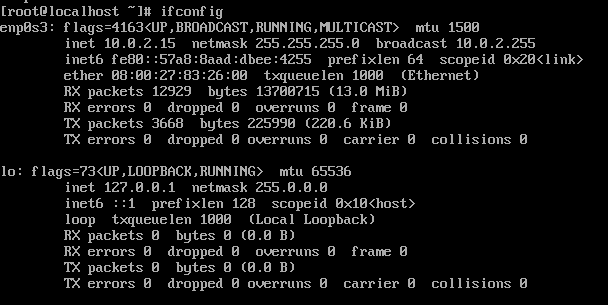 [root@localhost ~]# ifconfig
enp0s3: flags=4163<UP,BROADCAST,RUNNING,MULTICAST>  mtu 1500
        inet 10.0.2.15  netmask 255.255.255.0  broadcast 10.0.2.255
        inet6 fe80::57a8:8aad:dbee:4255  prefixlen 64  scopeid 0x20<link>
        ether 08:00:27:83:26:00  txqueuelen 1000  (Ethernet)
        RX packets 12929  bytes 13700715 (13.0 MiB)
        RX errors 0  dropped 0  overruns 0  frame 0
        TX packets 3668  bytes 225990 (220.6 KiB)
        TX errors 0  dropped 0 overruns 0  carrier 0  collisions 0
lo: flags=73<UP,LOOPBACK,RUNNING>  mtu 65536
        inet 127.0.0.1  netmask 255.0.0.0
        inet6 ::1  prefixlen 128  scopeid 0x10<host>
        loop  txqueuelen 1000  (Local Loopback)
        RX packets 0  bytes 0 (0.0 B)
        RX errors 0  dropped 0  overruns 0  frame 0
        TX packets 0  bytes 0 (0.0 B)
        TX errors 0  dropped 0 overruns 0  carrier 0  collisions 0